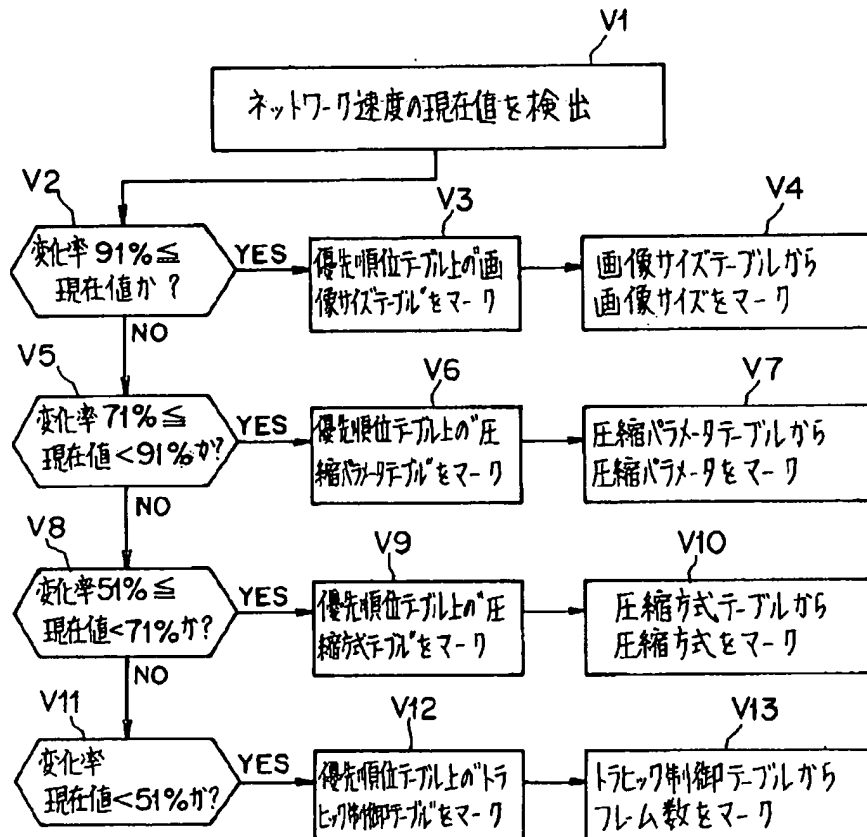 V1
ネットワーク速度の現在値を検出
V2
変化率 91%≦
現在値か?
YES
NO
V3
優先順位テーブル上の"画
像サイズテーブル"をマーク
V4
画像サイズテーブルから
画像サイズをマーク
V5
変化率 71%≦
現在値<91%か?
YES
NO
V6
優先順位テーブル上の"圧
縮パラメータテーブル"をマーク
V7
圧縮パラメータテーブルから
圧縮パラメータをマーク
V8
変化率 51%≦
現在値<71%か?
YES
NO
V9
優先順位テーブル上の"圧
縮方式テーブル"をマーク
V10
圧縮方式テーブルから
圧縮方式をマーク
V11
変化率
現在値<51%か?
YES
V12
優先順位テーブル上の"トラ
ヒック制御テーブル"をマーク
V13
トラヒック制御テーブルから
フレーム数をマーク